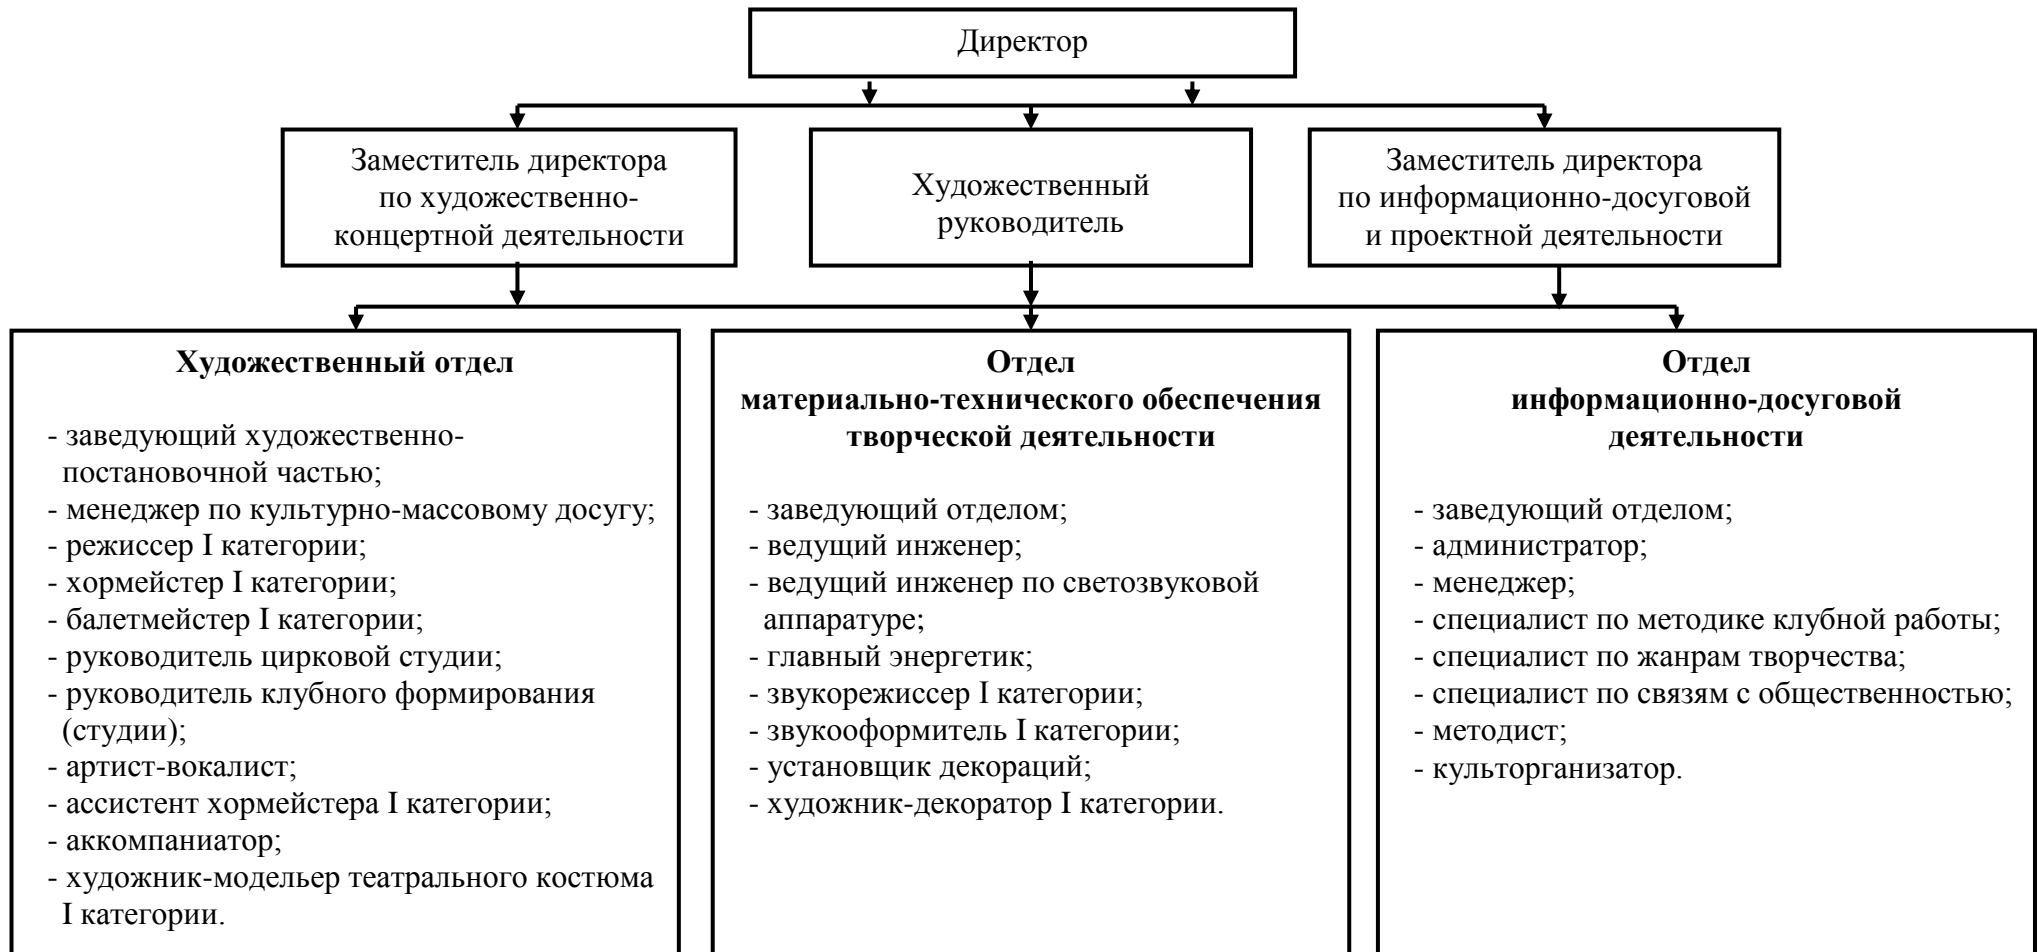 Директор
Заместитель директора
по художественно-
концертной деятельности
Художественный
руководитель
Заместитель директора
по информационно-досуговой
и проектной деятельности
Художественный отдел
- заведующий художественно-
постановочной частью;
- менеджер по культурно-массовому досугу;
- режиссер I категории;
- хормейстер I категории;
- балетмейстер I категории;
- руководитель цирковой студии;
- руководитель клубного формирования
(студии);
- артист-вокалист;
- ассистент хормейстера I категории;
- аккомпаниатор;
- художник-модельер театрального костюма
I категории.
Отдел
материально-технического обеспечения
творческой деятельности
- заведующий отделом;
- ведущий инженер;
- ведущий инженер по светозвуковой
аппаратуре;
- главный энергетик;
- звукорежиссер I категории;
- звукооформитель I категории;
- установщик декораций;
- художник-декоратор I категории.
Отдел
информационно-досуговой
деятельности
- заведующий отделом;
- администратор;
- менеджер;
- специалист по методике клубной работы;
- специалист по жанрам творчества;
- специалист по связям с общественностью;
- методист;
- культорганизатор.